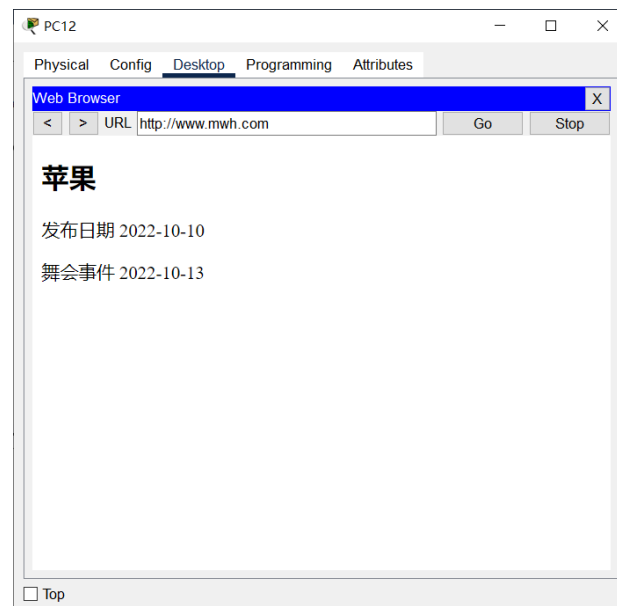 PC12
Physical Config Desktop Programming Attributes
Web Browser X
< > URL http://www.mwh.com Go Stop
苹果
发布日期 2022-10-10
舞会事件 2022-10-13
Top